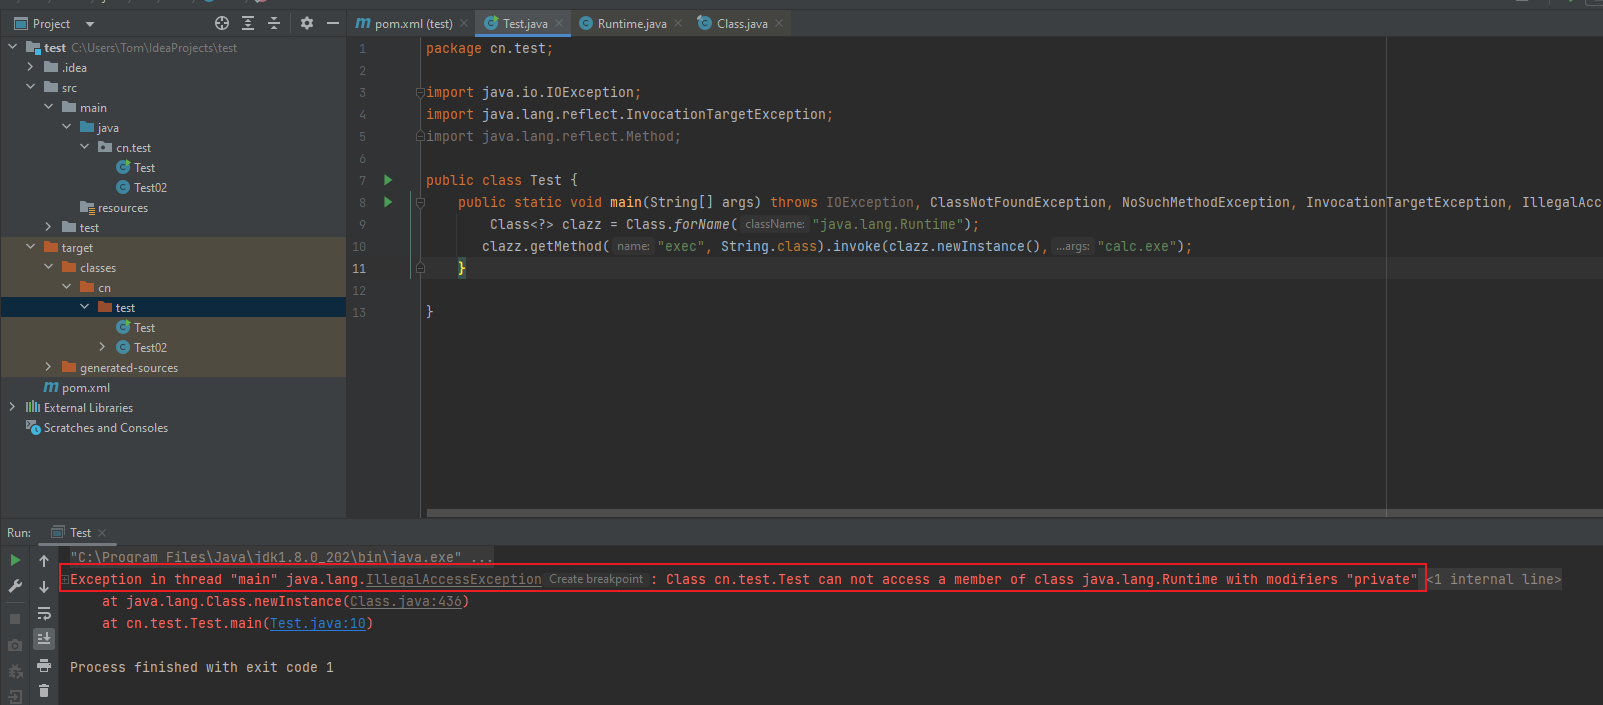 Project
test C:\Users\Tom\IdeaProjects\test
.idea
src
main
java
cn.test
Test
Test02
resources
test
target
classes
cn
test
Test
Test02
generated-sources
m pom.xml
External Libraries
Scratches and Consoles
m pom.xml (test) Test.java Runtime.java Class.java
1 package cn.test;
2
3 import java.io.IOException;
4 import java.lang.reflect.InvocationTargetException;
5 import java.lang.reflect.Method;
6
7 public class Test {
8 public static void main(String[] args) throws IOException, ClassNotFoundException, NoSuchMethodException, InvocationTargetException, IllegalAcc
9 Class<?> clazz = Class.forName( className: "java.lang.Runtime");
10 clazz.getMethod( name: "exec", String.class).invoke(clazz.newInstance(), ...args: "calc.exe");
11 }
12
13 }
Run: Test
"C:\Program Files\Java\jdk1.8.0_202\bin\java.exe" ...
Exception in thread "main" java.lang.IllegalAccessException Create breakpoint : Class cn.test.Test can not access a member of class java.lang.Runtime with modifiers "private" <1 internal line>
at java.lang.Class.newInstance(Class.java:436)
at cn.test.Test.main(Test.java:10)
Process finished with exit code 1